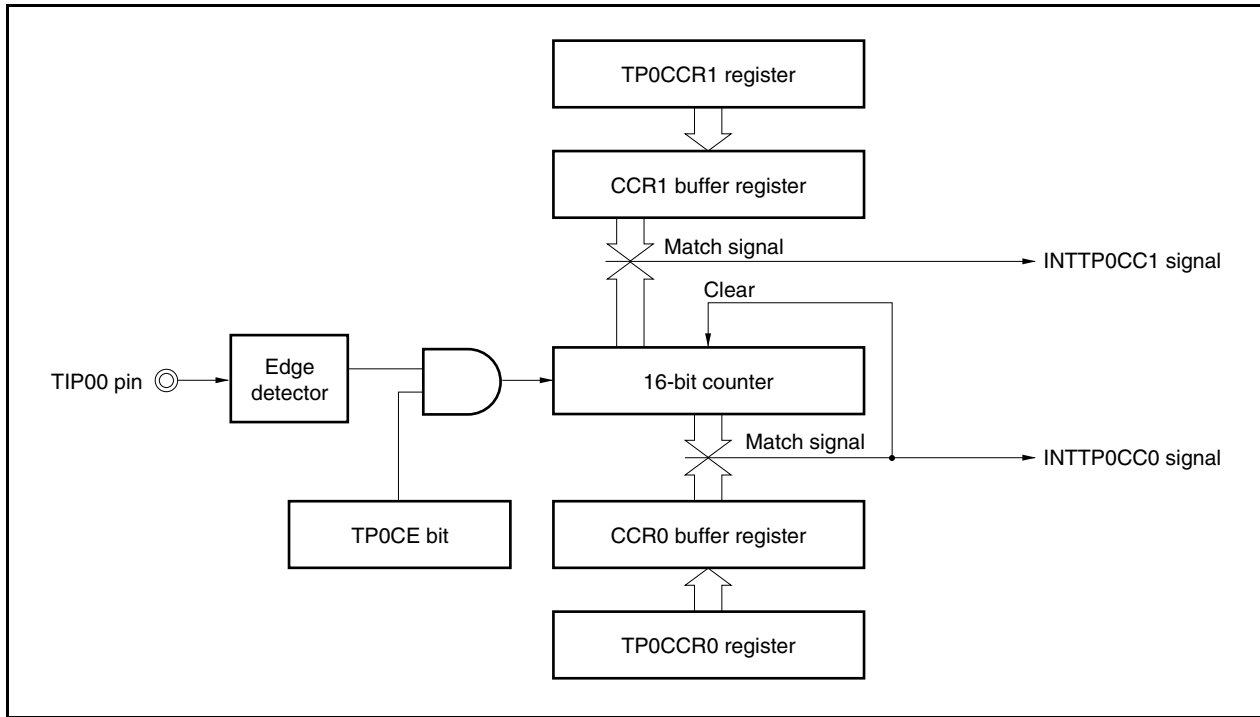 TP0CCR1 register
CCR1 buffer register
Match signal
INTTP0CC1 signal
Clear
TIP00 pin
Edge
detector
16-bit counter
Match signal
INTTP0CC0 signal
TP0CE bit
CCR0 buffer register
TP0CCR0 register